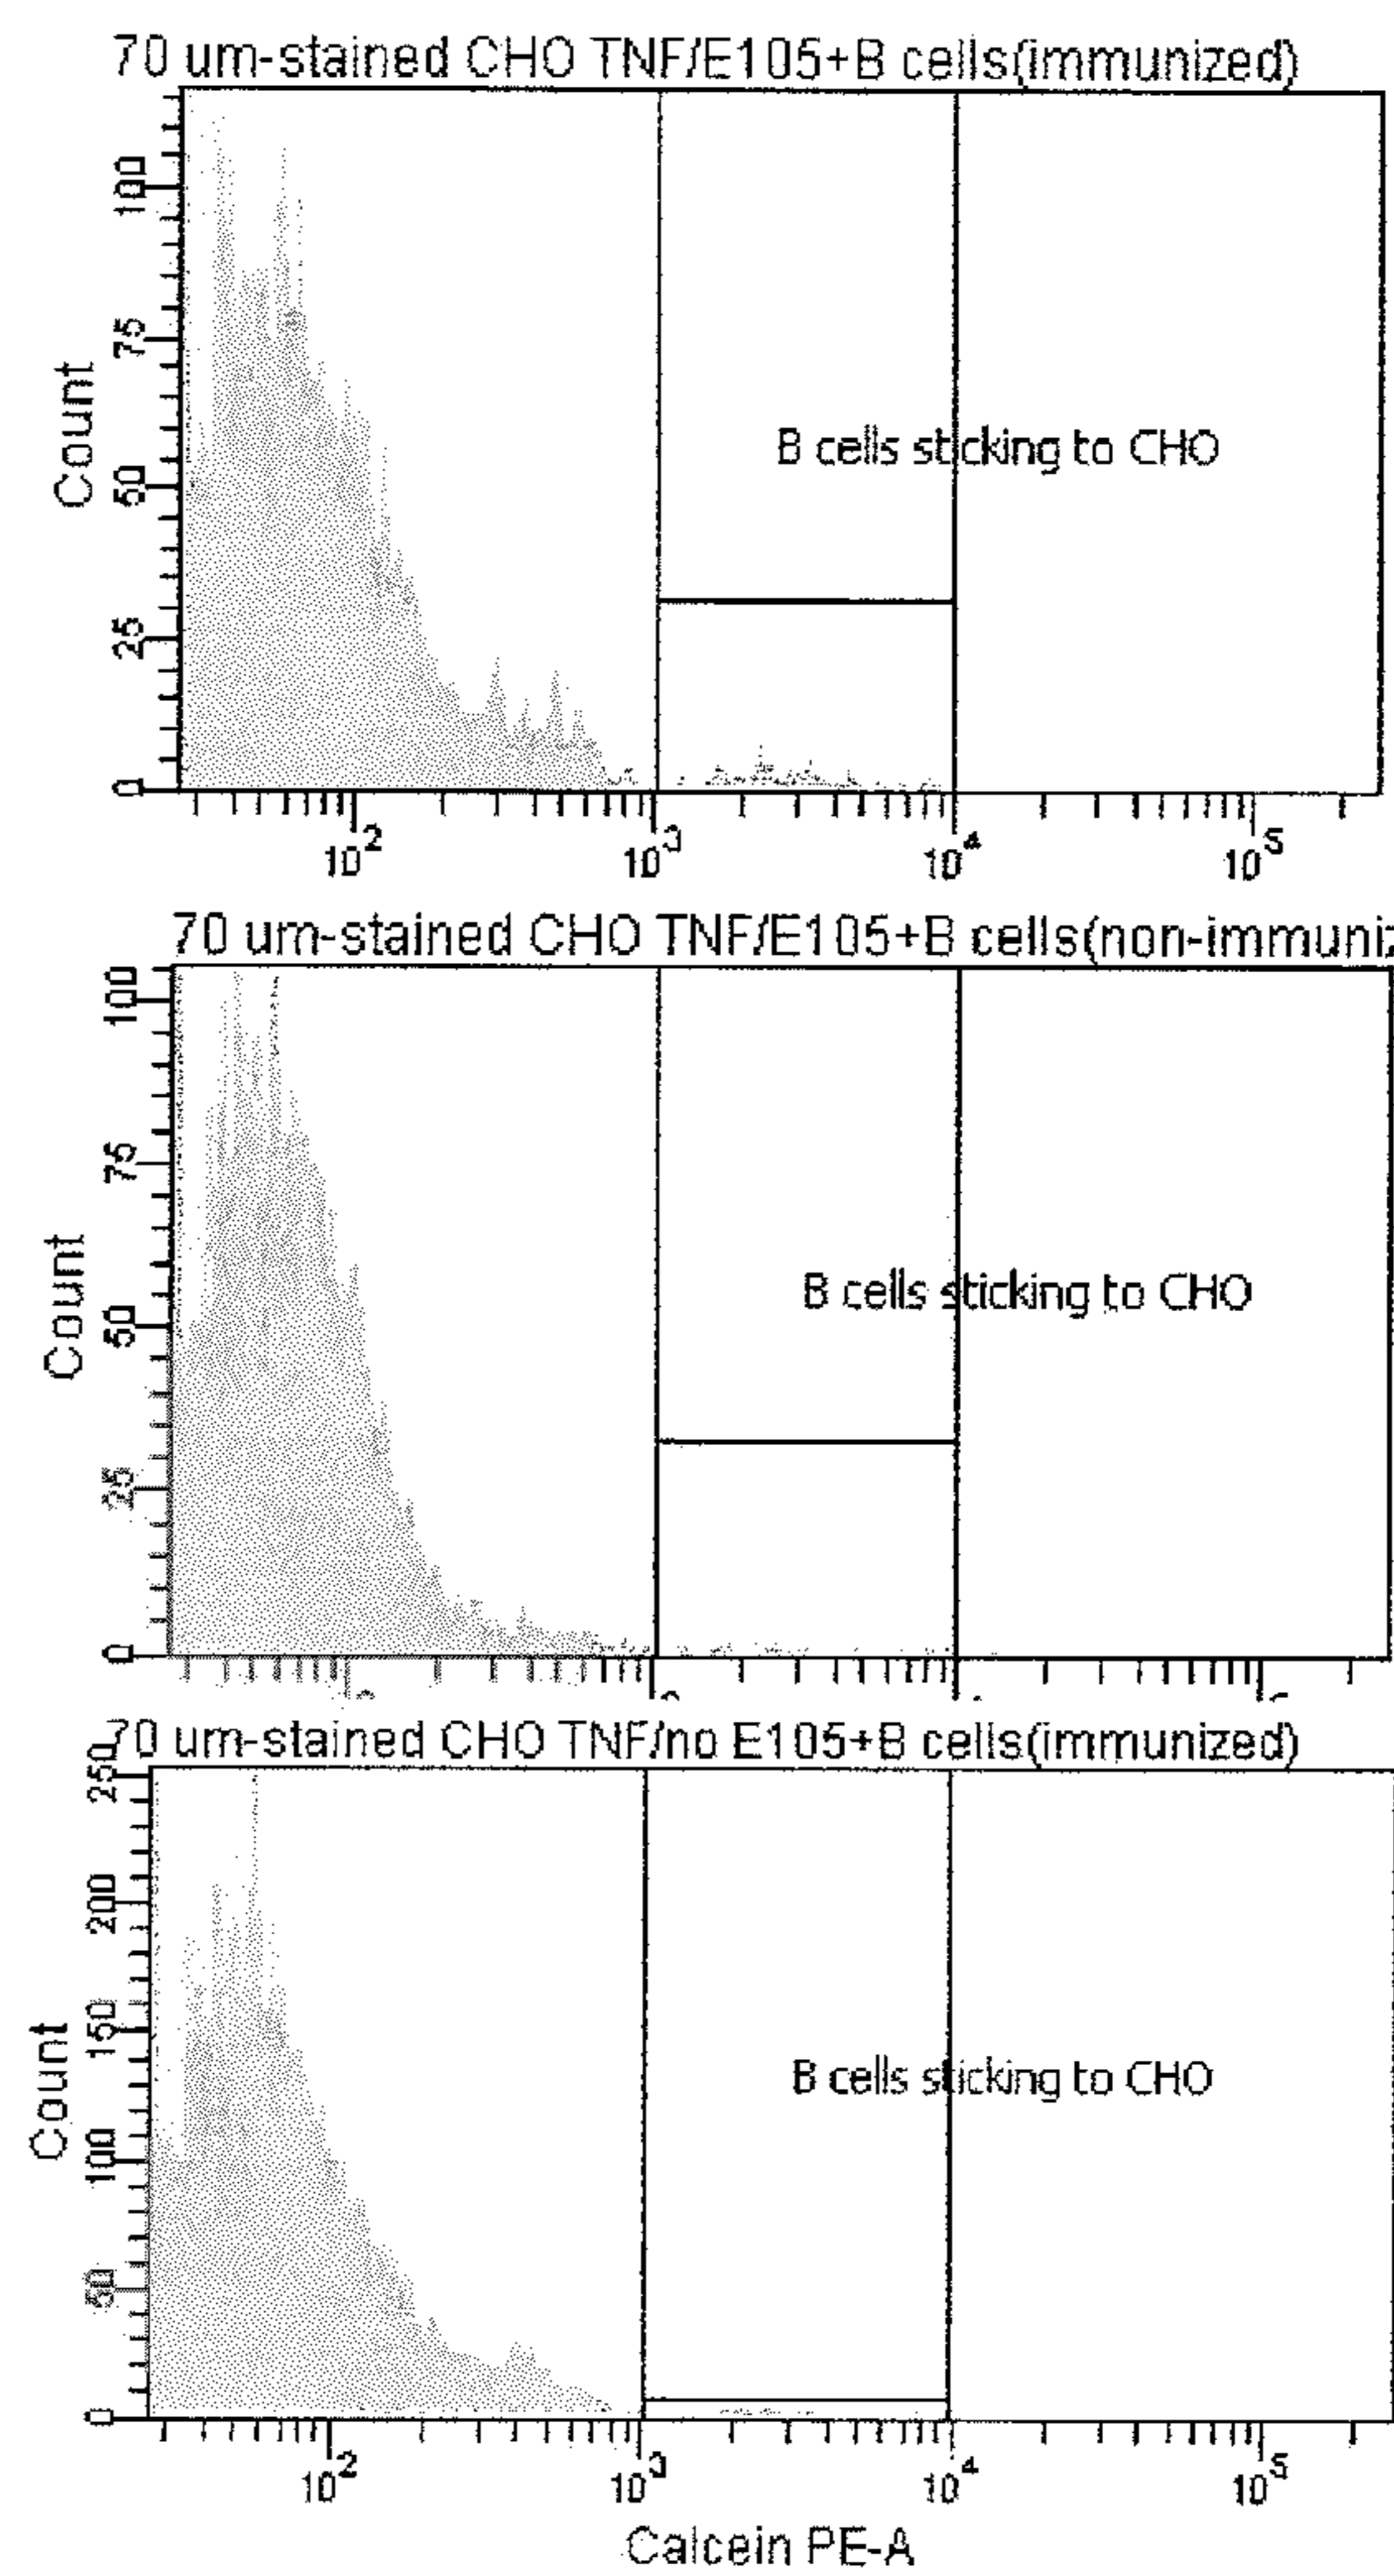 70 um-stained CHO TNF/E105+B cells(immunized)
100
75
50
25
0
Count
B cells sticking to CHO
10^2 10^3 10^4 10^5
70 um-stained CHO TNF/E105+B cells(non-immuniz
100
75
50
25
0
Count
B cells sticking to CHO
70 um-stained CHO TNF/no E105+B cells(immunized)
250
200
150
100
50
0
Count
B cells sticking to CHO
10^2 10^3 10^4 10^5
Calcein PE-A